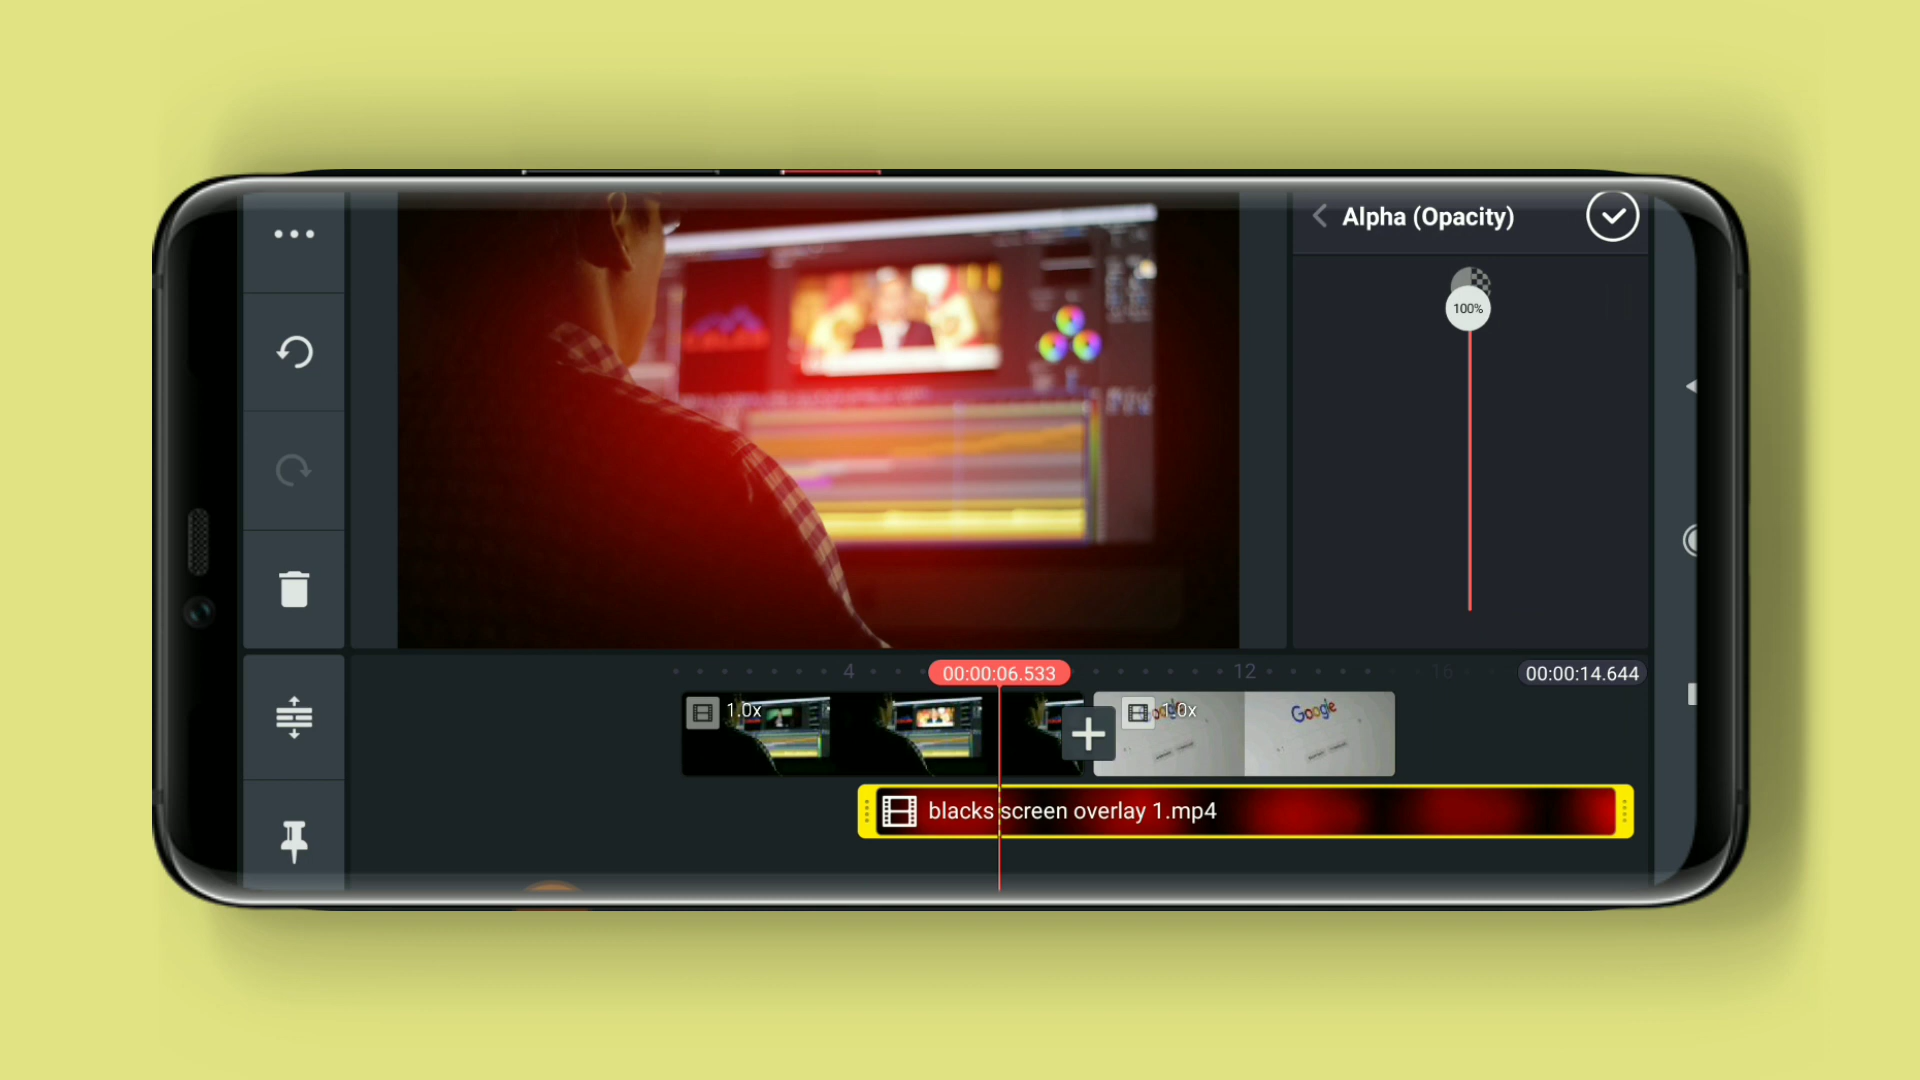 Alpha (Opacity)
100%
4
00:00:06.533
12
16
00:00:14.644
1.0x
1.0x
Google
Google
blacks screen overlay 1.mp4